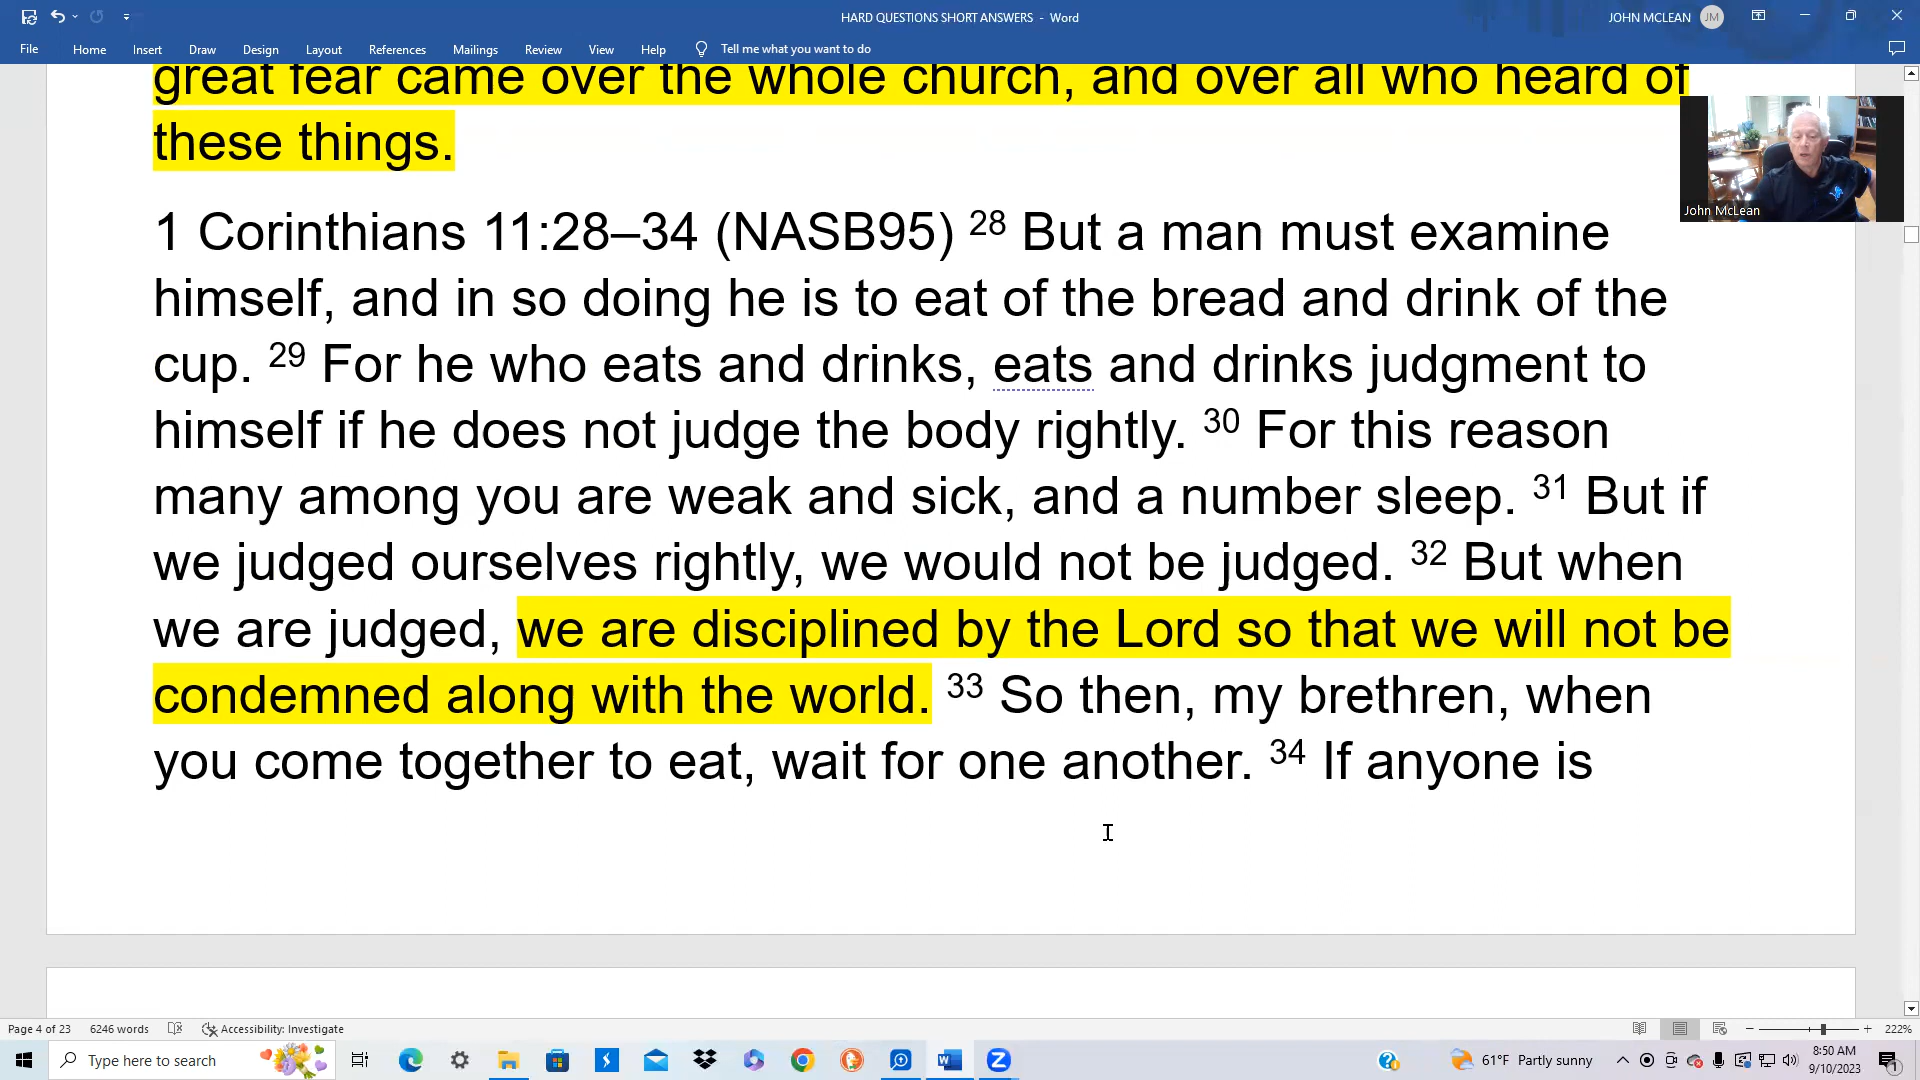 HARD QUESTIONS SHORT ANSWERS - Word
JOHN MCLEAN
JM
File Home Insert Draw Design Layout References Mailings Review View Help Tell me what you want to do
great fear came over the whole church, and over all who heard of
these things.
John McLean
1 Corinthians 11:28–34 (NASB95) 28 But a man must examine
himself, and in so doing he is to eat of the bread and drink of the
cup. 29 For he who eats and drinks, eats and drinks judgment to
himself if he does not judge the body rightly. 30 For this reason
many among you are weak and sick, and a number sleep. 31 But if
we judged ourselves rightly, we would not be judged. 32 But when
we are judged, we are disciplined by the Lord so that we will not be
condemned along with the world. 33 So then, my brethren, when
you come together to eat, wait for one another. 34 If anyone is
Page 4 of 23 6246 words Accessibility: Investigate 222%
Type here to search 61°F Partly sunny 8:50 AM
9/10/2023